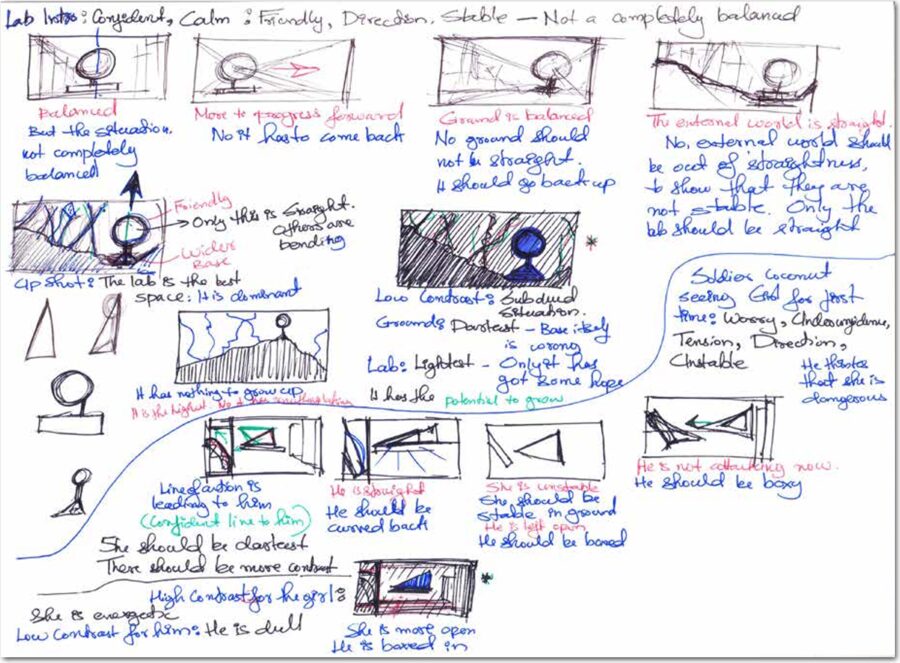 Lab Intro: Confident, Calm : Friendly, Direction. Stable — Not a completely balanced
Balanced
But the situation.
not completely
balanced
More to progress forward
No it has to come back
Ground is balanced
No ground should
not be straight.
It should go back up
The external world is straight.
No, external world should
be out of straightness,
to show that they are
not stable. Only the
lab should be straight
Friendly
Only this is straight.
Others are
bending
Wider
Base
Up shot: The lab is the best
space: It is dominant
Low Contrast: Subdued
situation.
Ground: Darkest - Base itself
is wrong
Lab: Lightest - Only it has
got some hope
It has the potential to grow
It has nothing to grow up
It is the highest. No it has something
Soldier Coconut
seeing Girl for first
time: Worry,
Tension, Direction,
Unstable
He thinks
that she is
dangerous
Line of action is
leading to him
(Confident line to him)
She should be darkest
There should be more contrast
He is straight
He should be
curved back
She is unstable
She should be
stable in ground
He is left open
He should be boxed
He is not attacking now.
He should be boxy
High Contrast for the girl:
She is energetic
Low Contrast for him: He is dull
She is more open
He is boxed in